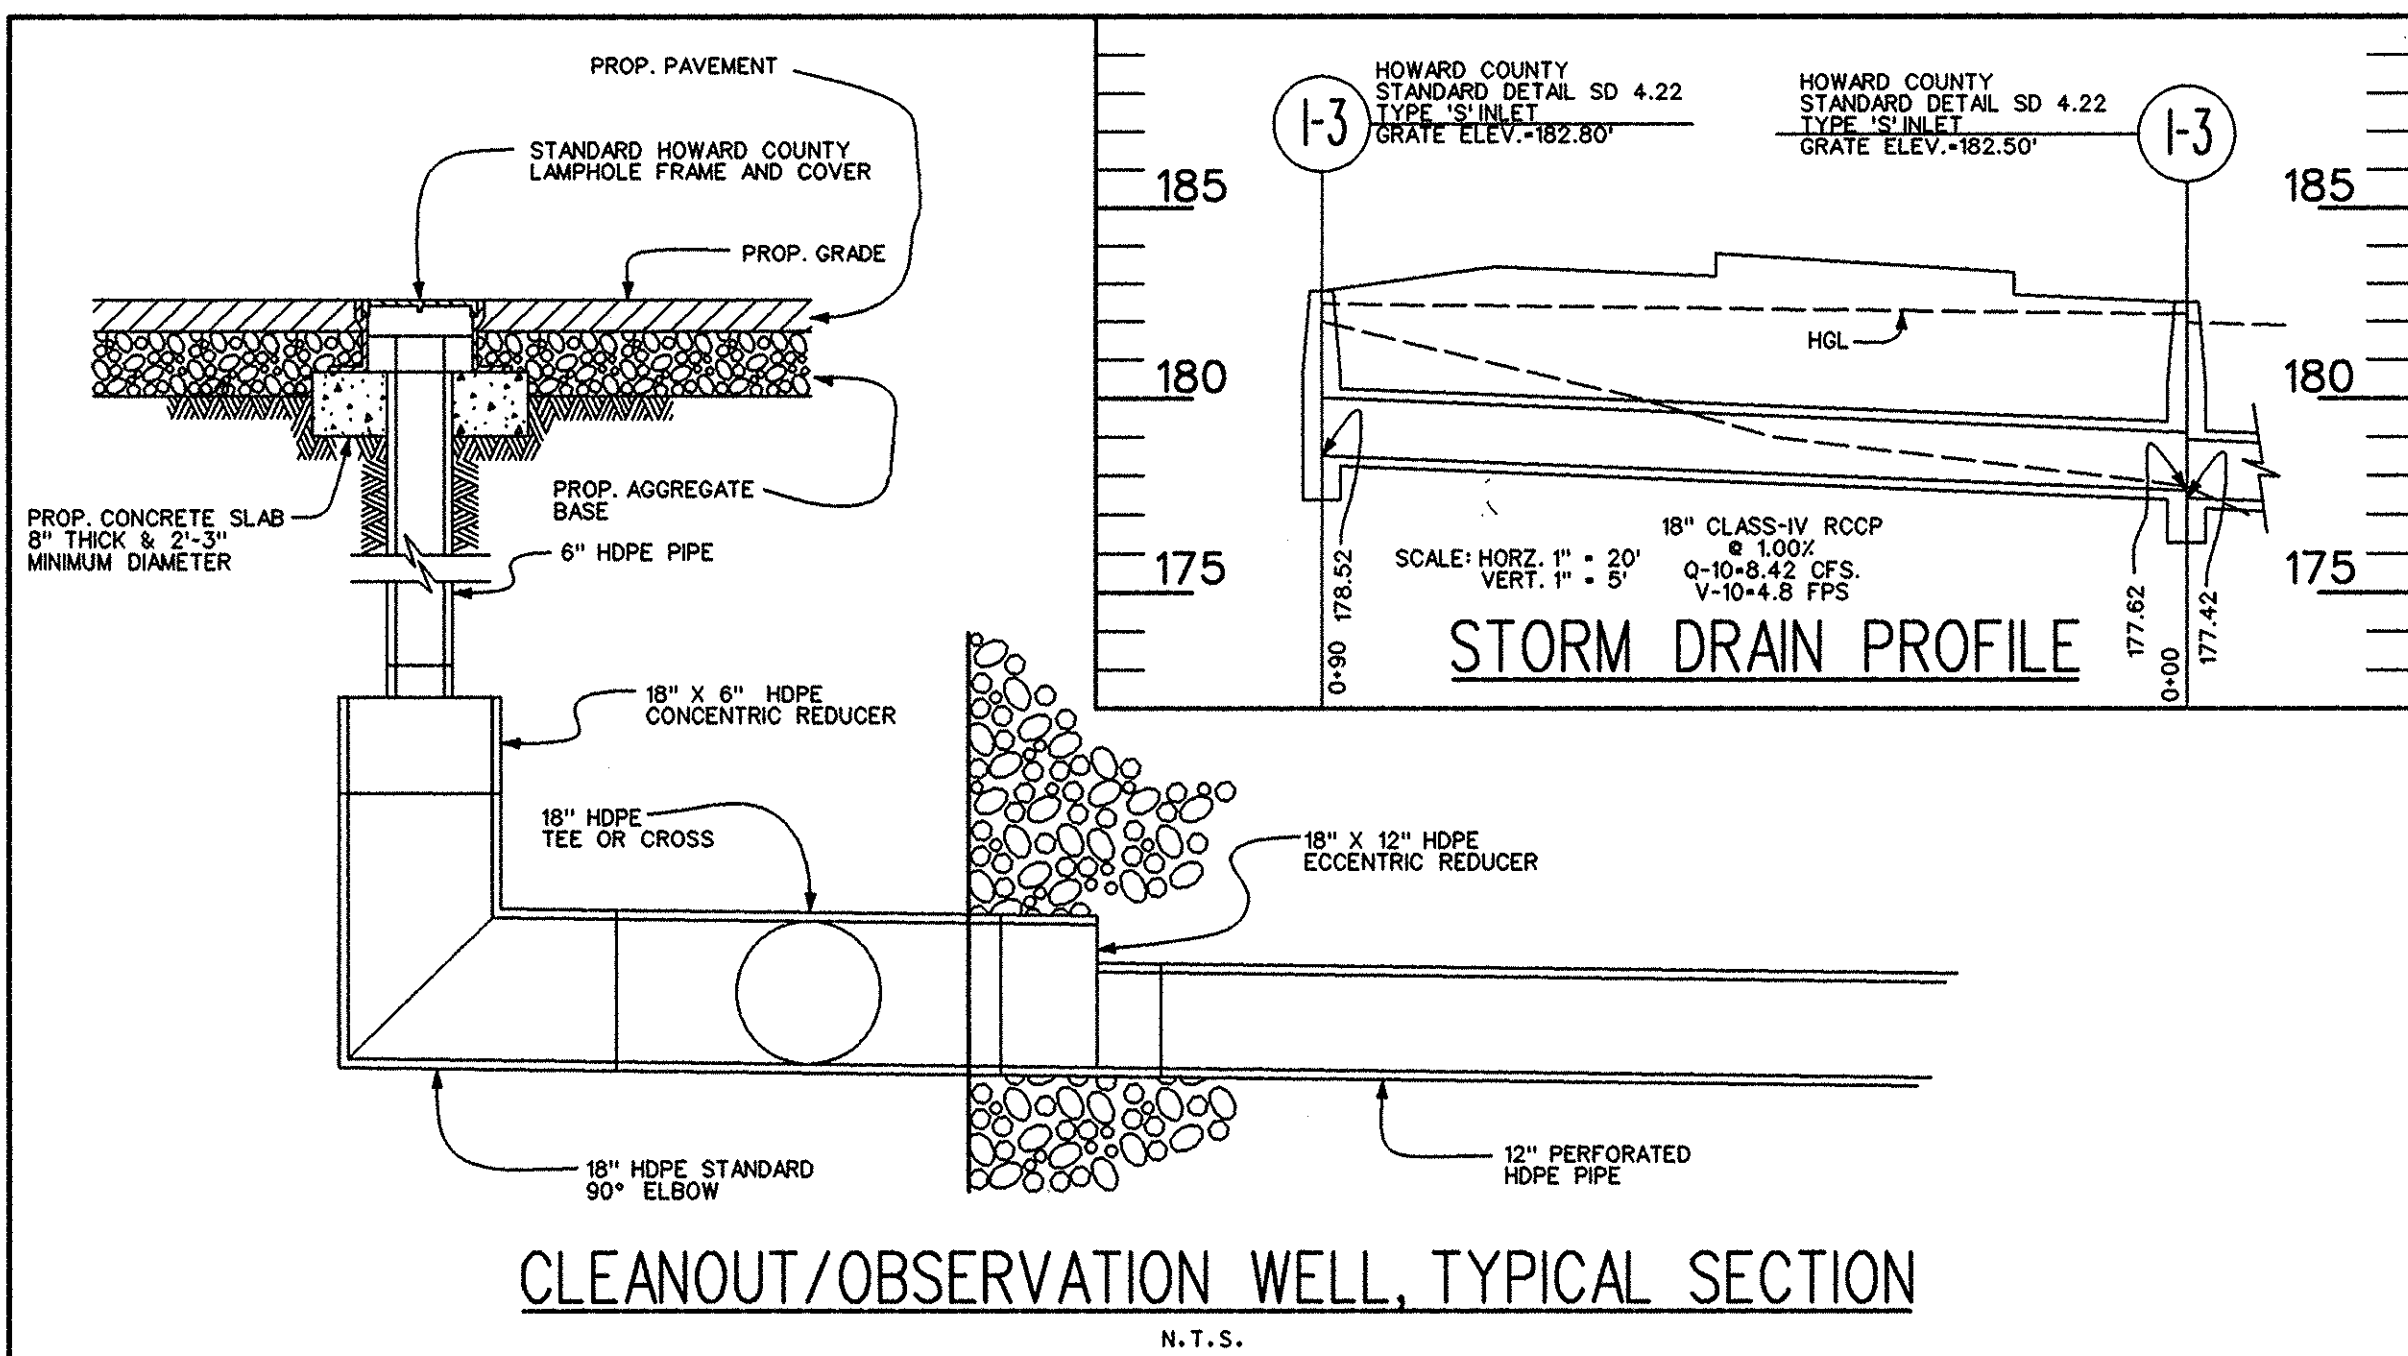 PROP. PAVEMENT
STANDARD HOWARD COUNTY
LAMPHOLE FRAME AND COVER
PROP. GRADE
PROP. AGGREGATE
BASE
PROP. CONCRETE SLAB
8" THICK & 2'-3"
MINIMUM DIAMETER
6" HDPE PIPE
18" X 6" HDPE
CONCENTRIC REDUCER
18" HDPE
TEE OR CROSS
18" X 12" HDPE
ECCENTRIC REDUCER
18" HDPE STANDARD
90° ELBOW
12" PERFORATED
HDPE PIPE
CLEANOUT/OBSERVATION WELL, TYPICAL SECTION
N.T.S.
I-3
HOWARD COUNTY
STANDARD DETAIL SD 4.22
TYPE 'S' INLET
GRATE ELEV.=182.80'
HOWARD COUNTY
STANDARD DETAIL SD 4.22
TYPE 'S' INLET
GRATE ELEV.=182.50'
I-3
185
185
HGL
180
180
175
175
18" CLASS-IV RCCP
@ 1.00%
Q-10=8.42 CFS.
V-10=4.8 FPS
SCALE: HORZ. 1" = 20'
VERT. 1" = 5'
178.52
0+90
177.62
0+00
177.42
STORM DRAIN PROFILE